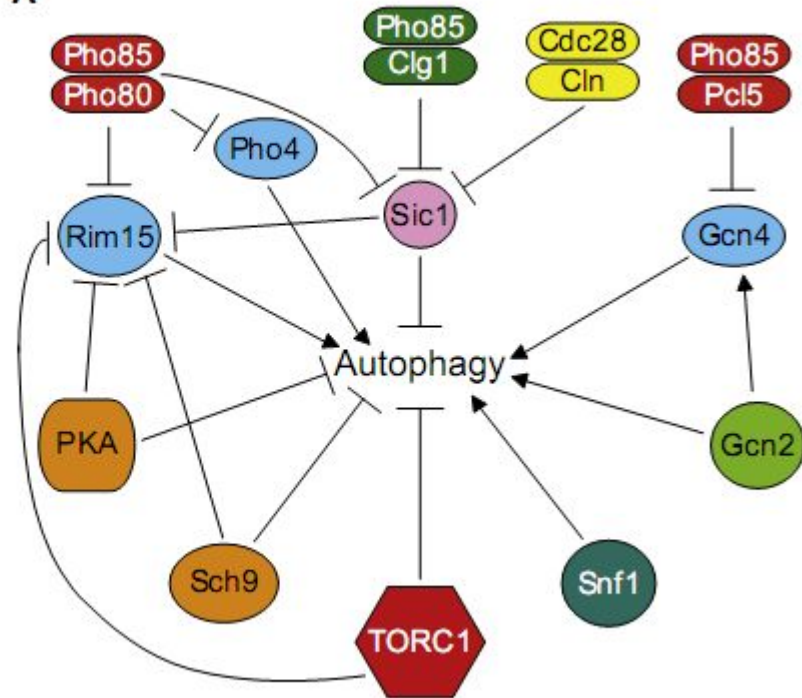 Pho85
Pho80
Pho85
Clg1
Cdc28
Cln
Pho85
Pcl5
Pho4
Rim15
Sic1
Gcn4
Autophagy
PKA
Gcn2
Sch9
Snf1
TORC1